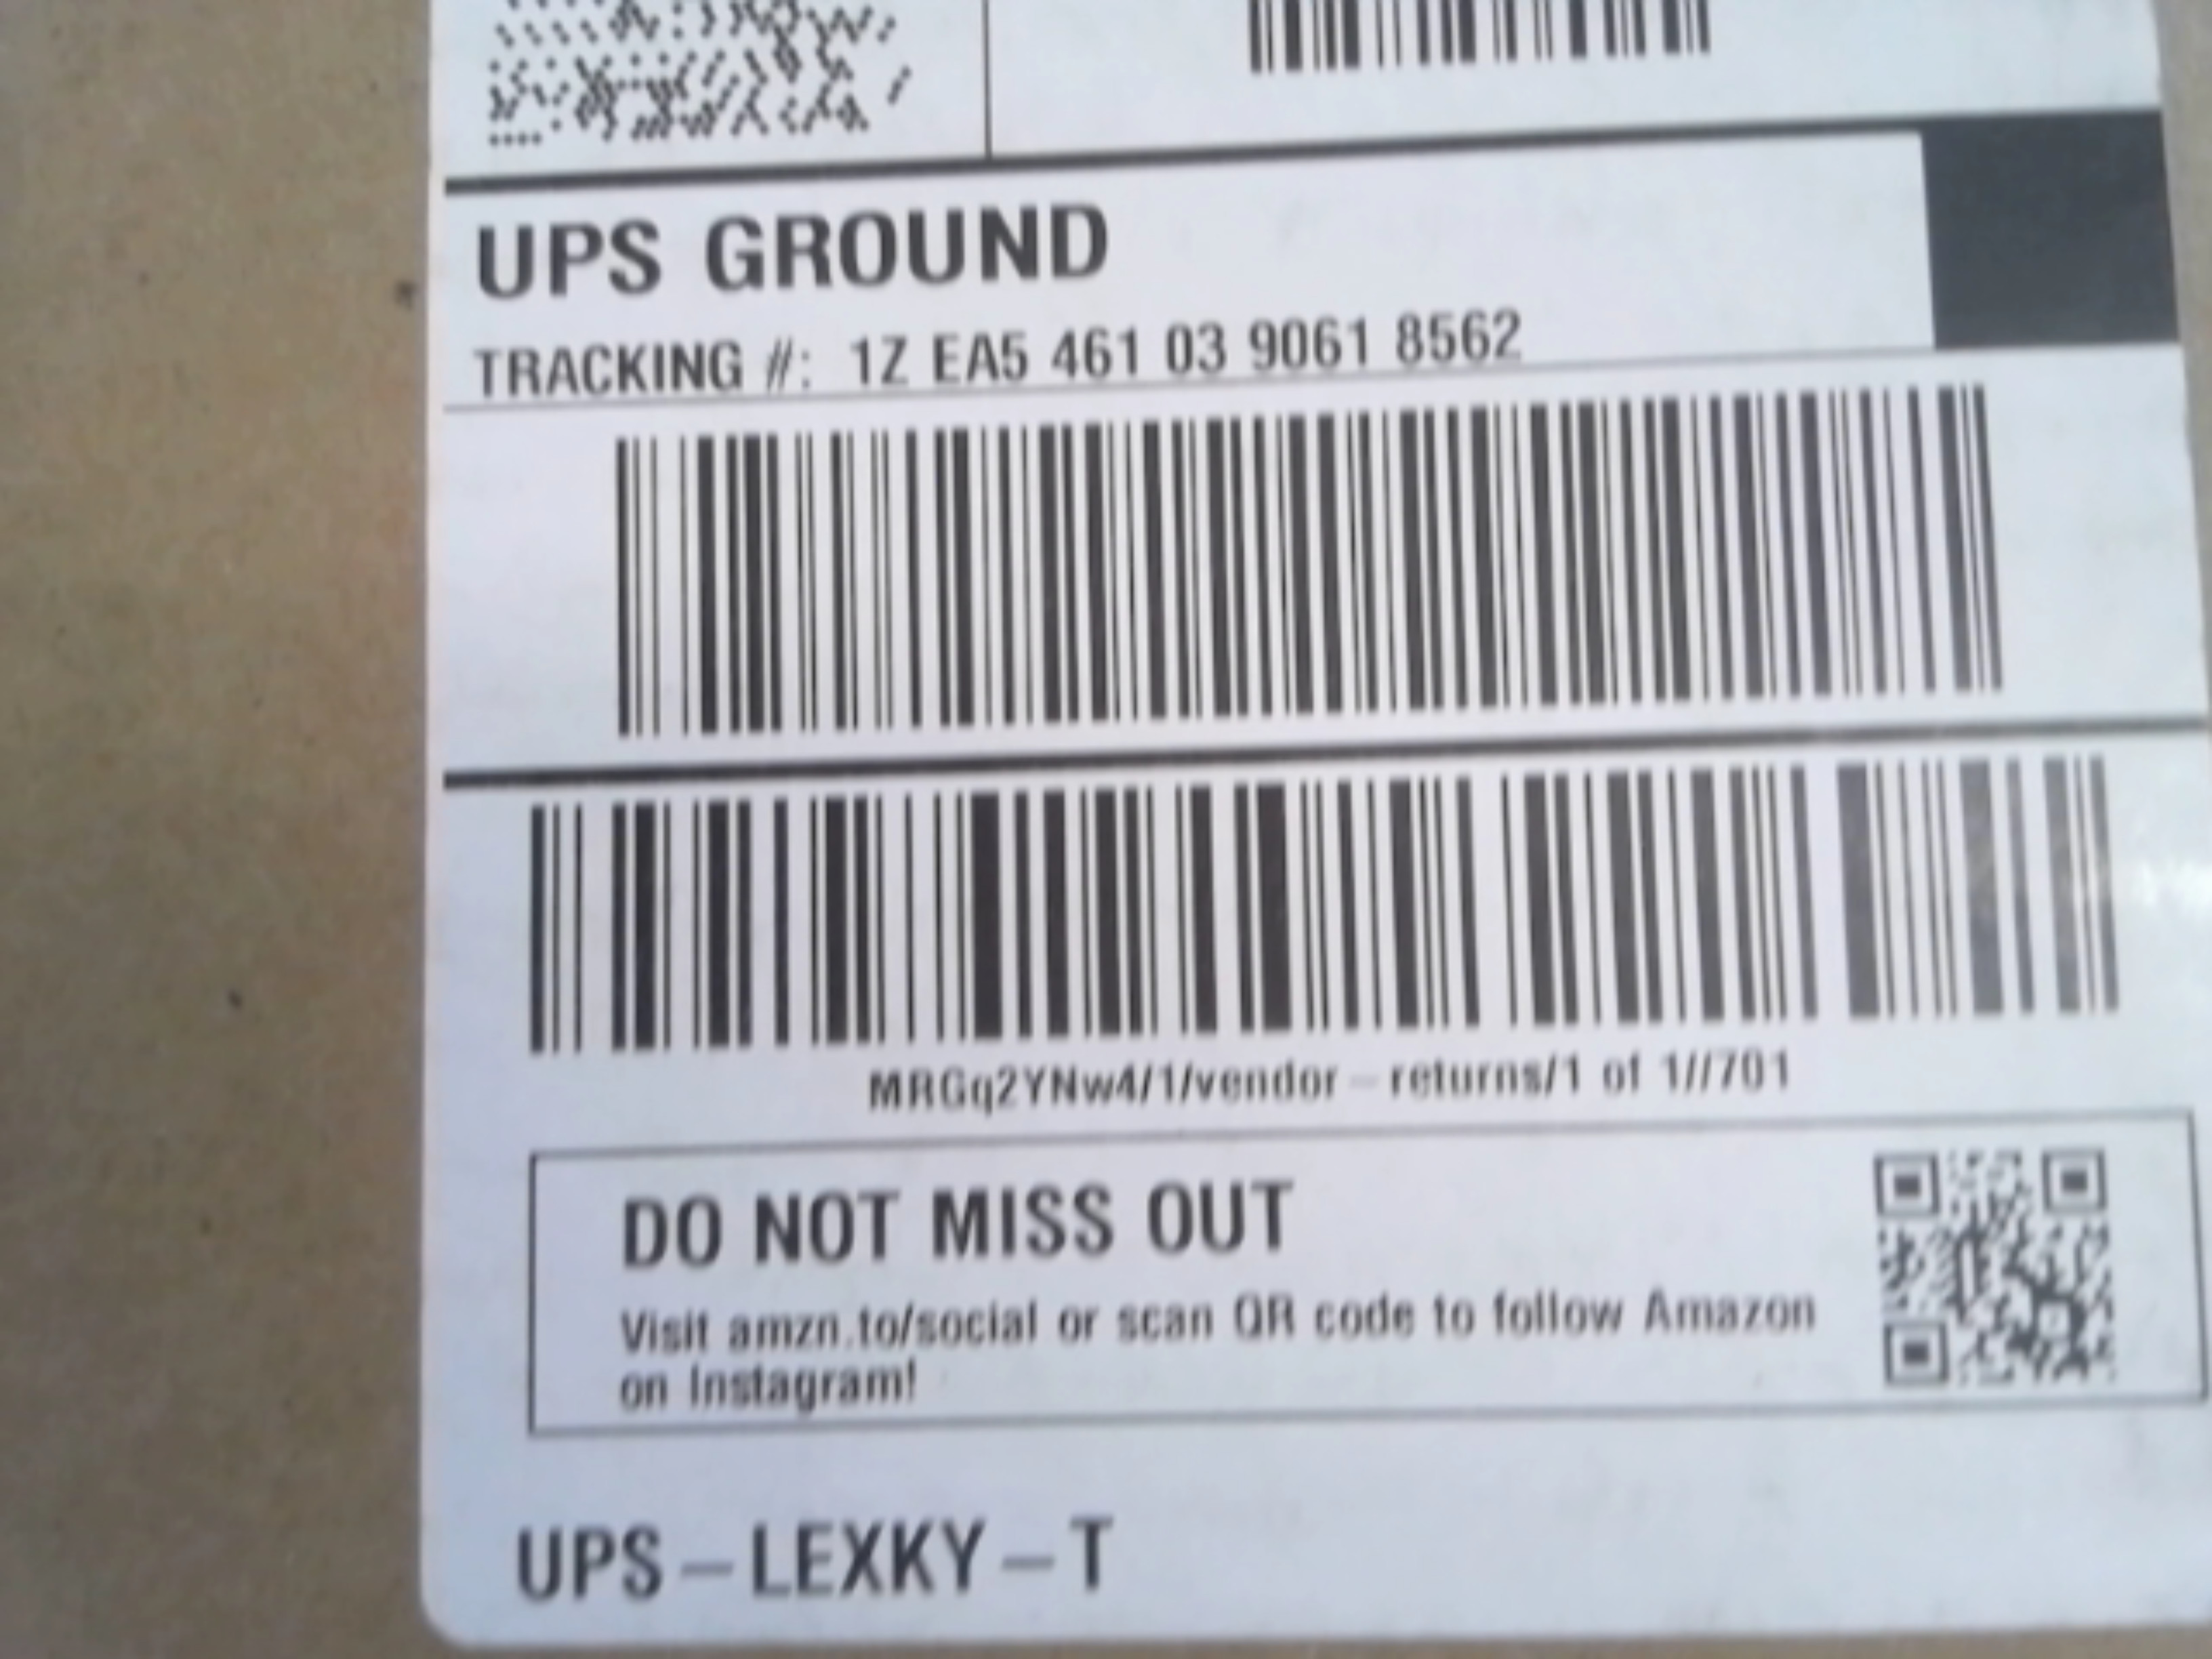 UPS GROUND
TRACKING #: 1Z EA5 461 03 9061 8562
MRGq2YNw4/1/vendor-returns/1 of 1//701
DO NOT MISS OUT
Visit amzn.to/social or scan QR code to follow Amazon
on Instagram!
UPS-LEXKY-T